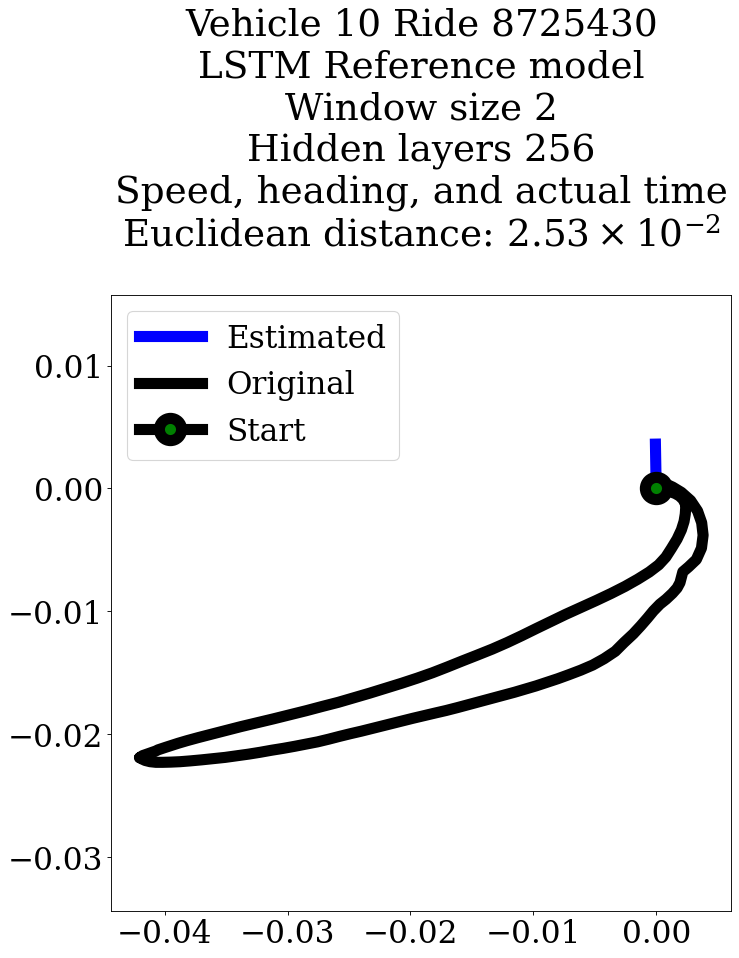 Vehicle 10 Ride 8725430
LSTM Reference model
Window size 2
Hidden layers 256
Speed, heading, and actual time
Euclidean distance: 2.53 × 10⁻²
Estimated
Original
Start
0.01
0.00
−0.01
−0.02
−0.03
−0.04 −0.03 −0.02 −0.01 0.00